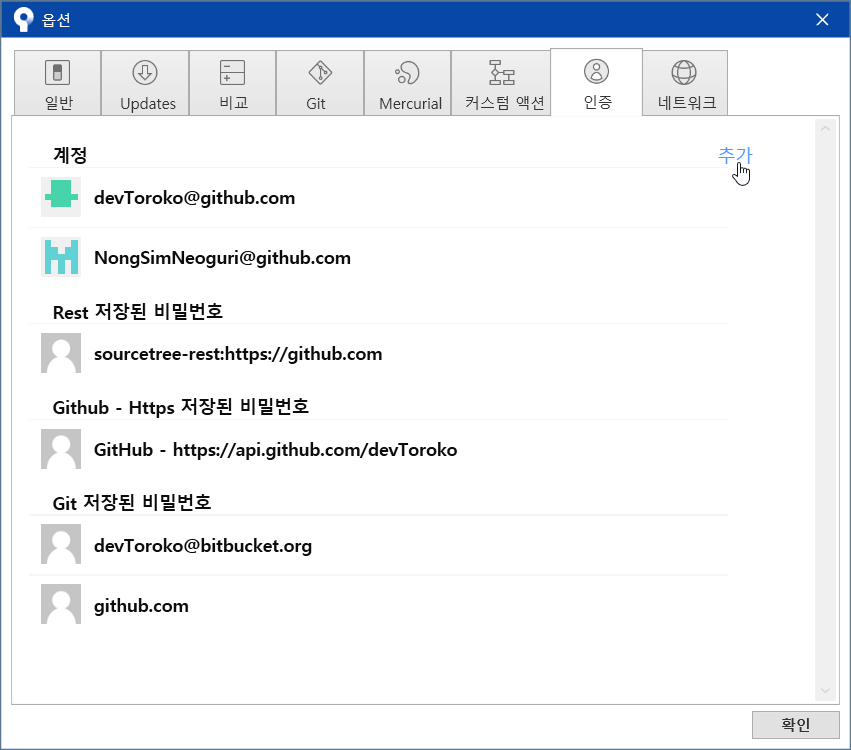 옵션
일반
Updates
비교
Git
Mercurial
커스텀 액션
인증
네트워크
계정
추가
devToroko@github.com
NongSimNeoguri@github.com
Rest 저장된 비밀번호
sourcetree-rest:https://github.com
Github - Https 저장된 비밀번호
GitHub - https://api.github.com/devToroko
Git 저장된 비밀번호
devToroko@bitbucket.org
github.com
확인